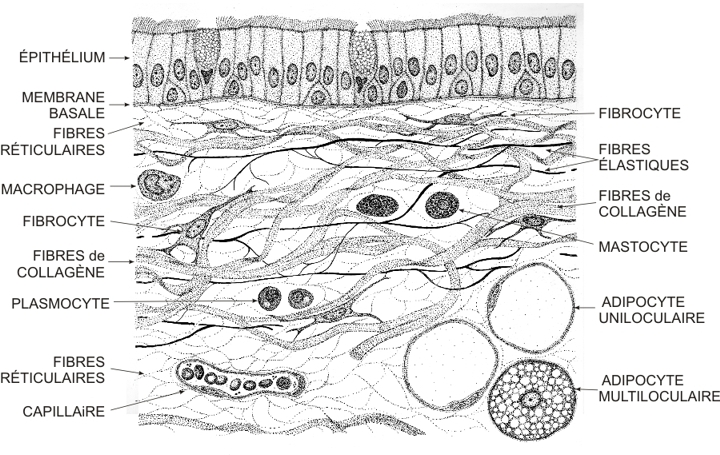 ÉPITHÉLIUM
MEMBRANE
BASALE
FIBRES
RÉTICULAIRES
MACROPHAGE
FIBROCYTE
FIBRES de
COLLAGÈNE
PLASMOCYTE
FIBRES
RÉTICULAIRES
CAPILLAiRE
FIBROCYTE
FIBRES
ÉLASTIQUES
FIBRES de
COLLAGÈNE
MASTOCYTE
ADIPOCYTE
UNILOCULAIRE
ADIPOCYTE
MULTILOCULAIRE